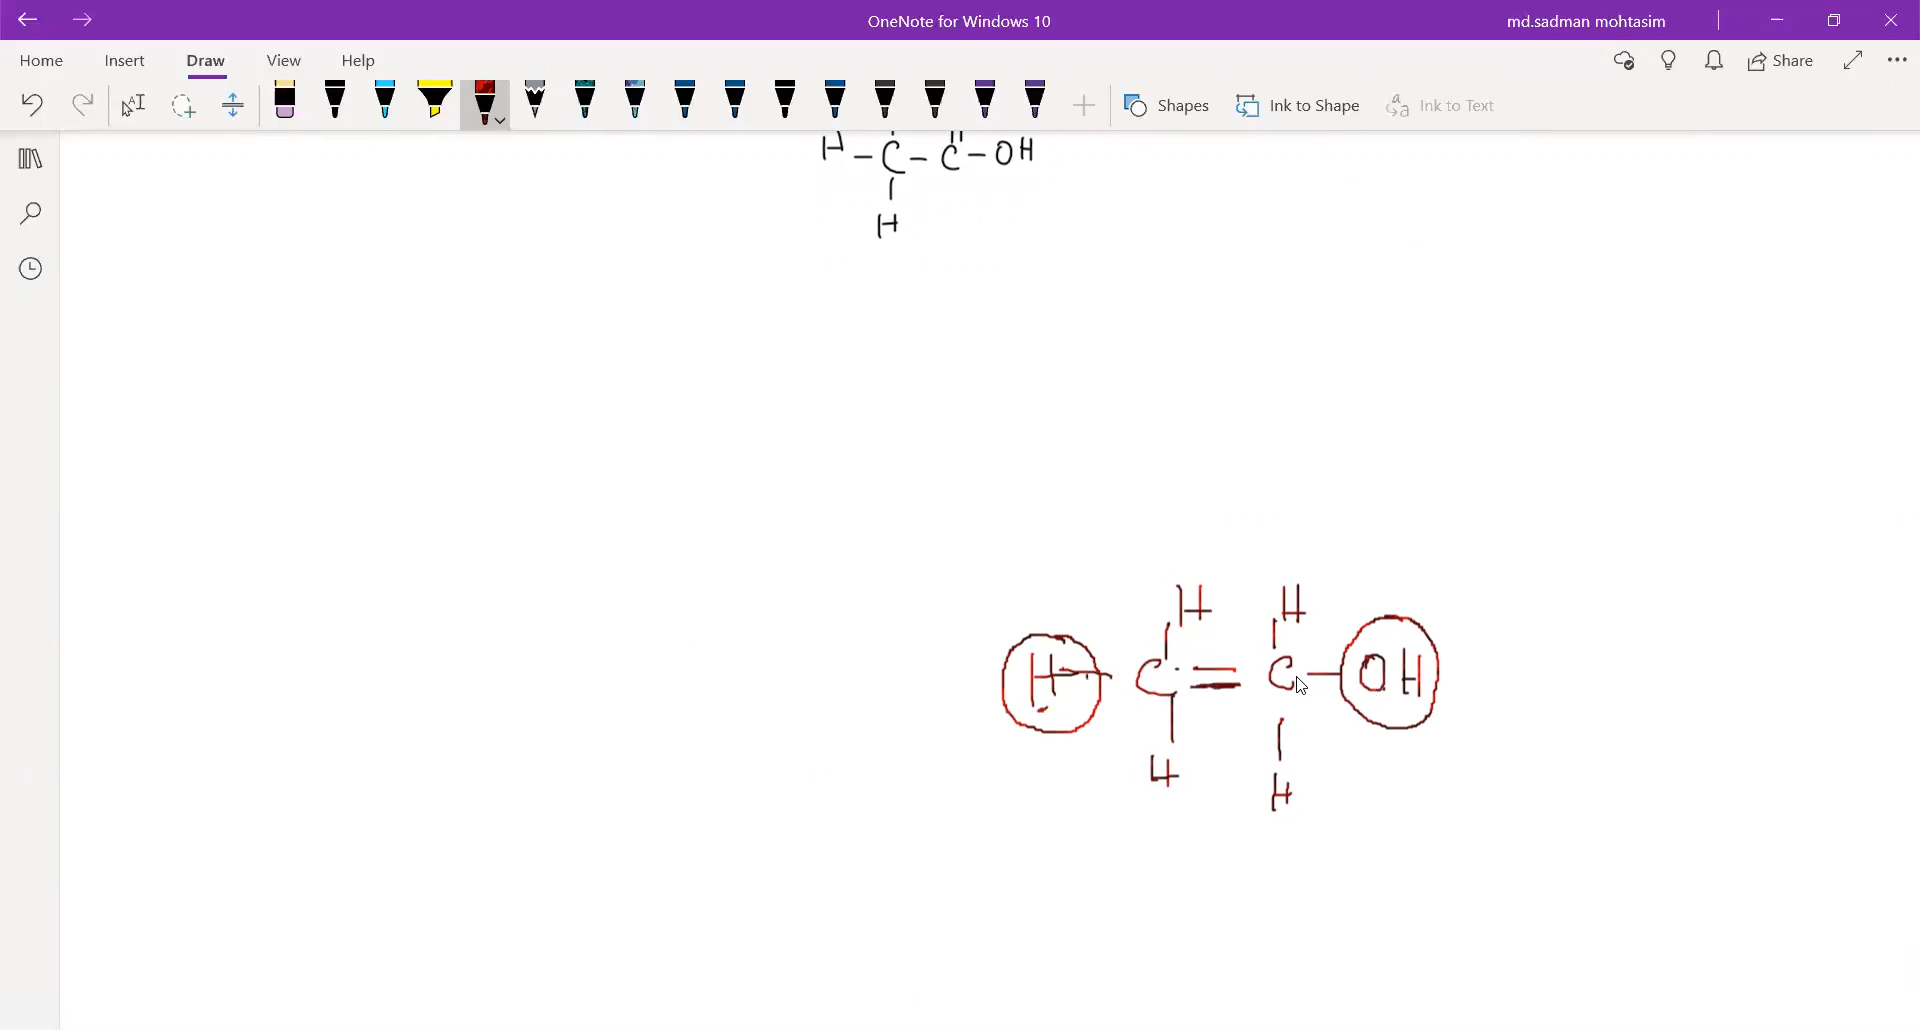 OneNote for Windows 10
md.sadman mohtasim
Home Insert Draw View Help
Share
Shapes
Ink to Shape
Ink to Text
H - C - C - OH
H
H H
H - C = C - OH
H H